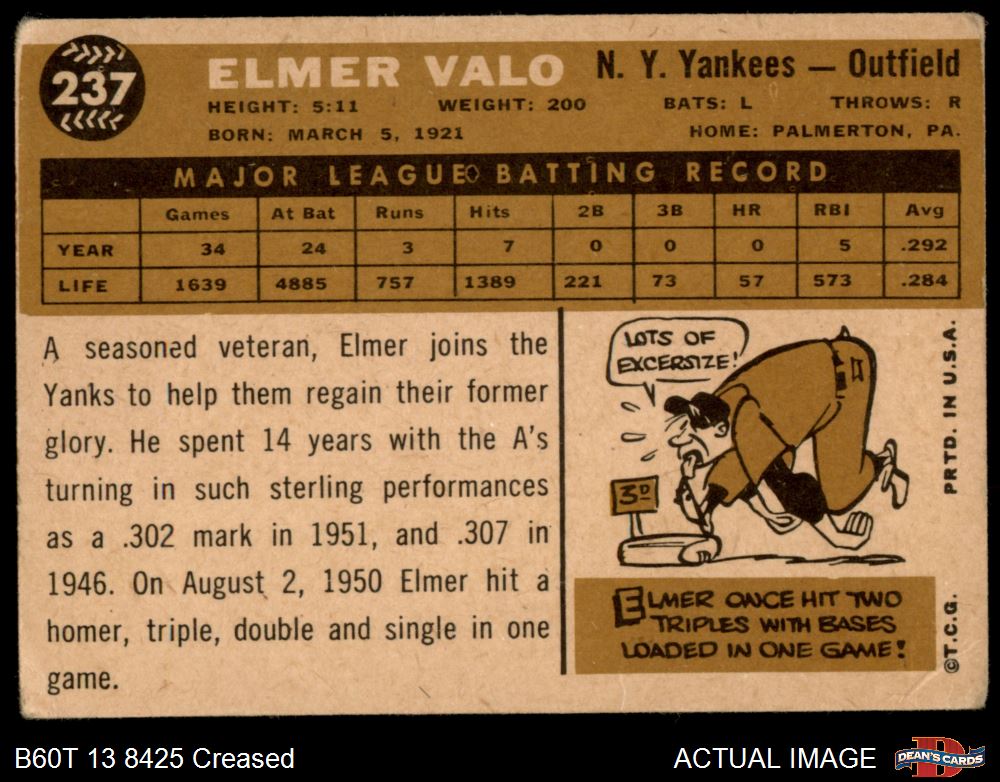 237
ELMER VALO N. Y. Yankees — Outfield
HEIGHT: 5:11 WEIGHT: 200 BATS: L THROWS: R
BORN: MARCH 5, 1921 HOME: PALMERTON, PA.
MAJOR LEAGUE BATTING RECORD
Games At Bat Runs Hits 2B 3B HR RBI Avg
YEAR 34 24 3 7 0 0 0 5 .292
LIFE 1639 4885 757 1389 221 73 57 573 .284
A seasoned veteran, Elmer joins the
Yanks to help them regain their former
glory. He spent 14 years with the A's
turning in such sterling performances
as a .302 mark in 1951, and .307 in
1946. On August 2, 1950 Elmer hit a
homer, triple, double and single in one
game.
LOTS OF
EXCERSIZE!
3D
ELMER ONCE HIT TWO
TRIPLES WITH BASES
LOADED IN ONE GAME!
PRTD. IN U.S.A.
©T.C.G.
B60T 13 8425 Creased
ACTUAL IMAGE
D
DEAN'S CARDS